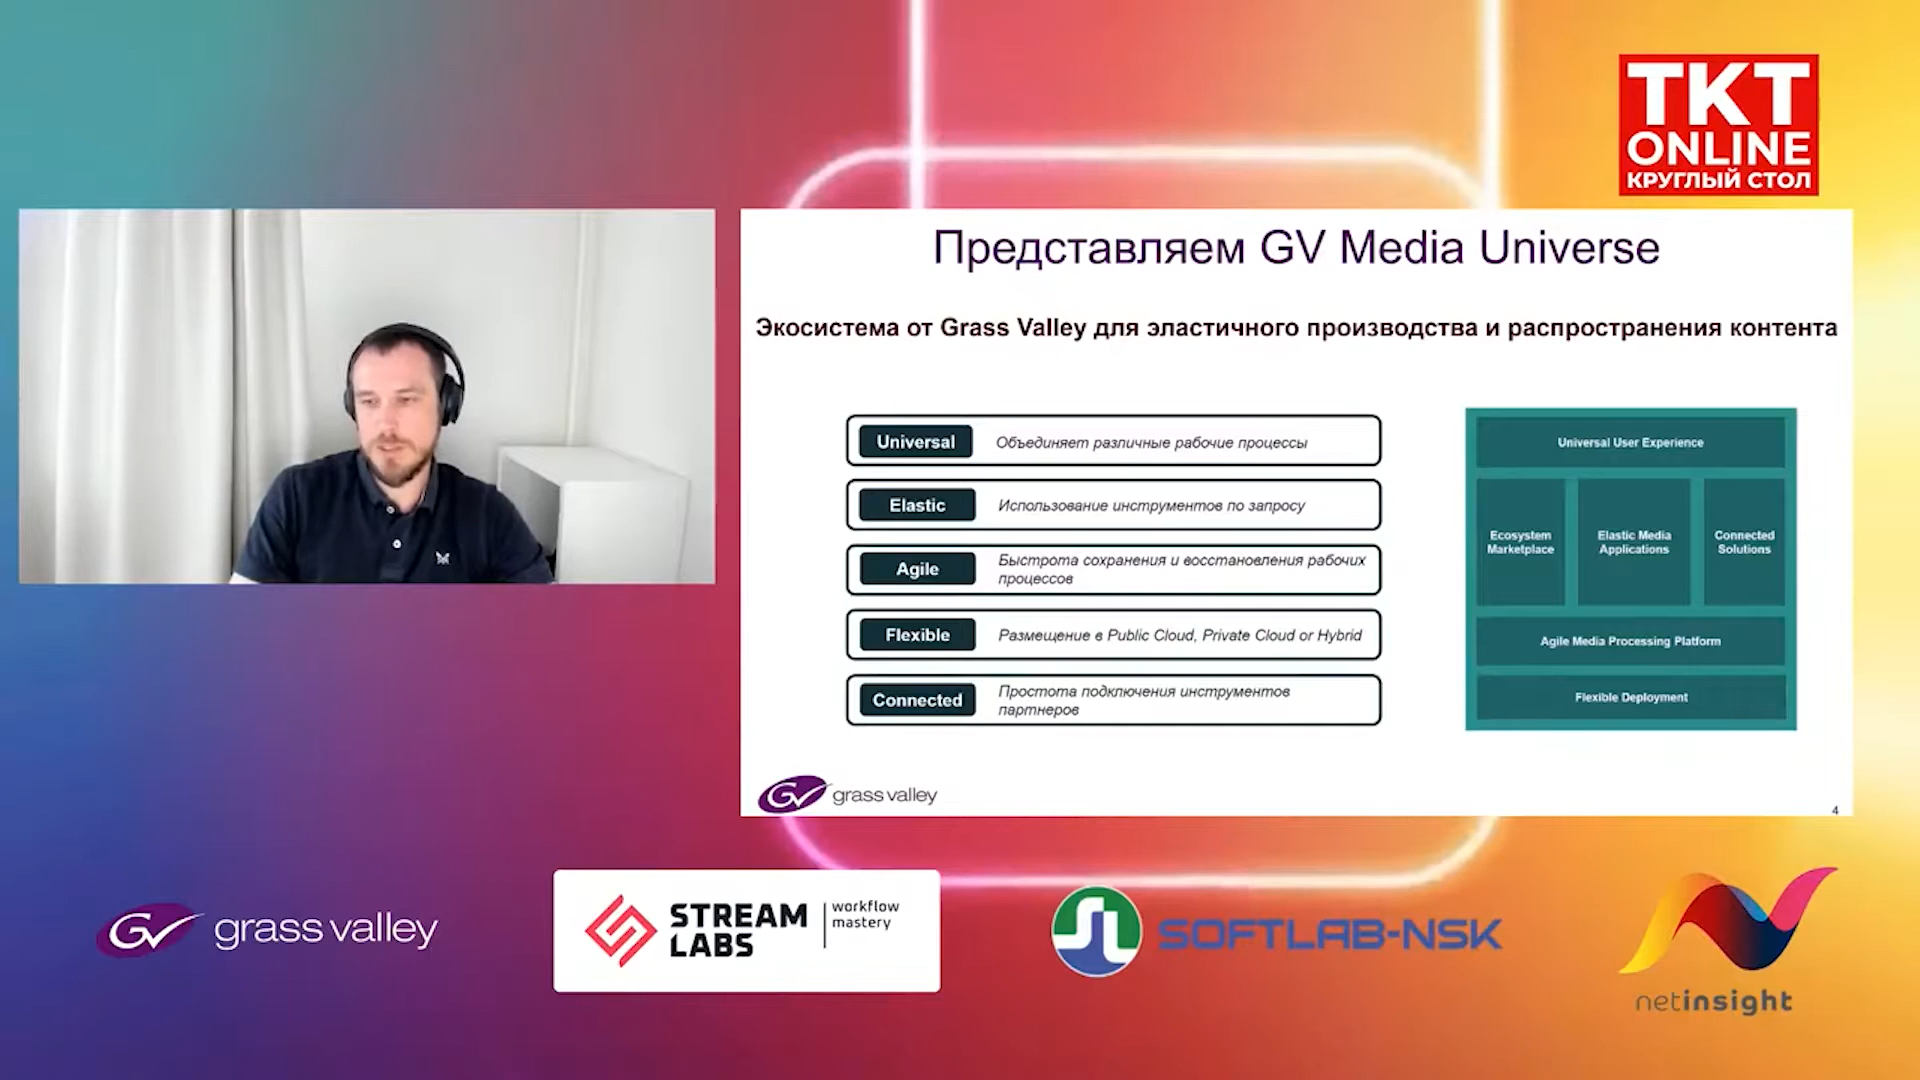 TKT
ONLINE
КРУГЛЫЙ СТОЛ
Представляем GV Media Universe
Экосистема от Grass Valley для эластичного производства и распространения контента
Universal
Объединяет различные рабочие процессы
Elastic
Использование инструментов по запросу
Agile
Быстрота сохранения и восстановления рабочих
процессов
Flexible
Размещение в Public Cloud, Private Cloud or Hybrid
Connected
Простота подключения инструментов
партнеров
Universal User Experience
Ecosystem
Marketplace
Elastic Media
Applications
Connected
Solutions
Agile Media Processing Platform
Flexible Deployment
GV grass valley
4
GV grass valley
STREAM
LABS
workflow
mastery
SOFTLAB-NSK
netinsight